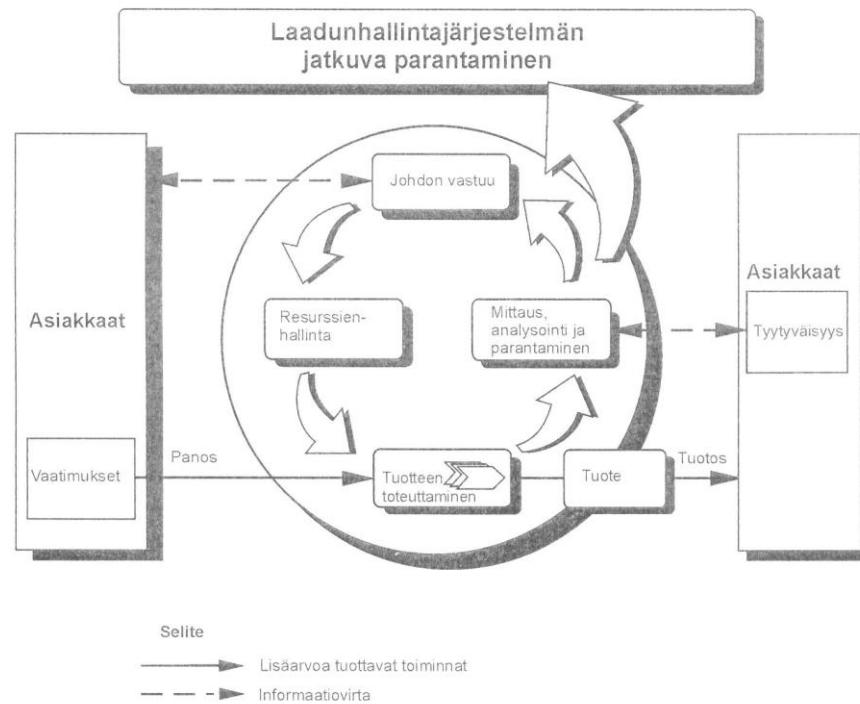 Laadunhallintajärjestelmän
jatkuva parantaminen
Johdon vastuu
Asiakkaat
Resurssien-
hallinta
Mittaus,
analysointi ja
parantaminen
Asiakkaat
Tyytyväisyys
Vaatimukset
Panos
Tuotteen
toteuttaminen
Tuote
Tuotos
Selite
Lisäarvoa tuottavat toiminnat
Informaatiovirta